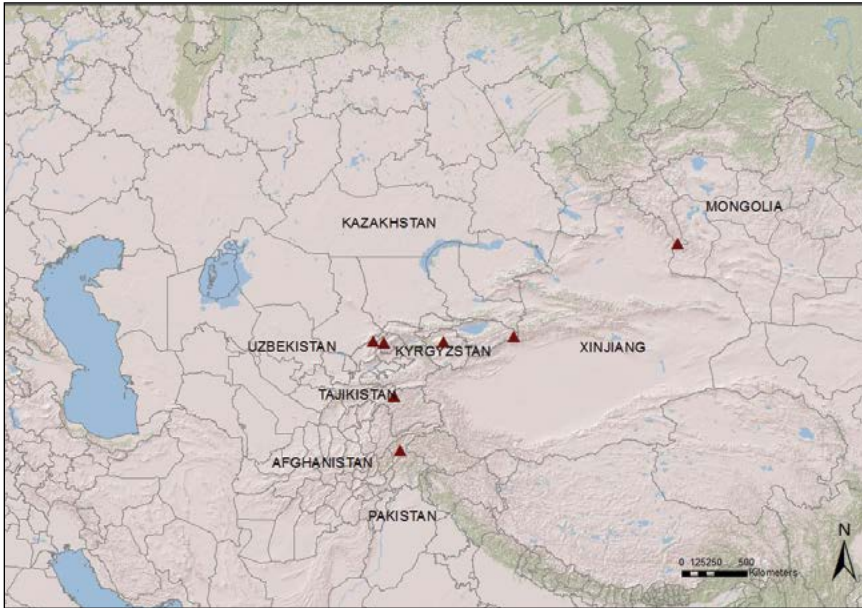 MONGOLIA
KAZAKHSTAN
UZBEKISTAN
KYRGYZSTAN
XINJIANG
TAJIKISTAN
AFGHANISTAN
PAKISTAN
N
0 125250 500
Kilometers